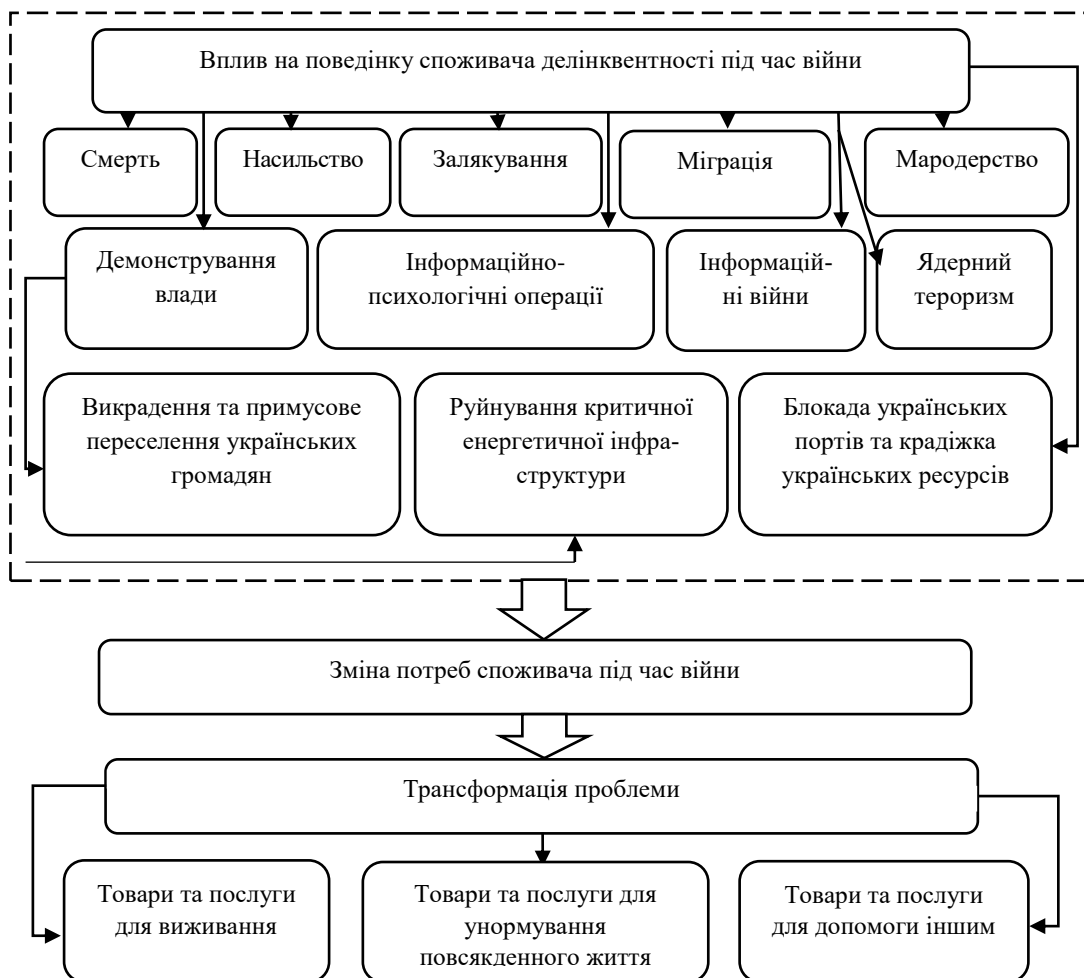 Вплив на поведінку споживача делінквентності під час війни
Смерть
Насильство
Залякування
Міграція
Мародерство
Демонстрування
влади
Інформаційно-
психологічні операції
Інформацій-
ні війни
Ядерний
тероризм
Викрадення та примусове
переселення українських
громадян
Руйнування критичної
енергетичної інфра-
структури
Блокада українських
портів та крадіжка
українських ресурсів
Зміна потреб споживача під час війни
Трансформація проблеми
Товари та послуги
для виживання
Товари та послуги для
унормування
повсякденного життя
Товари та послуги
для допомоги іншим